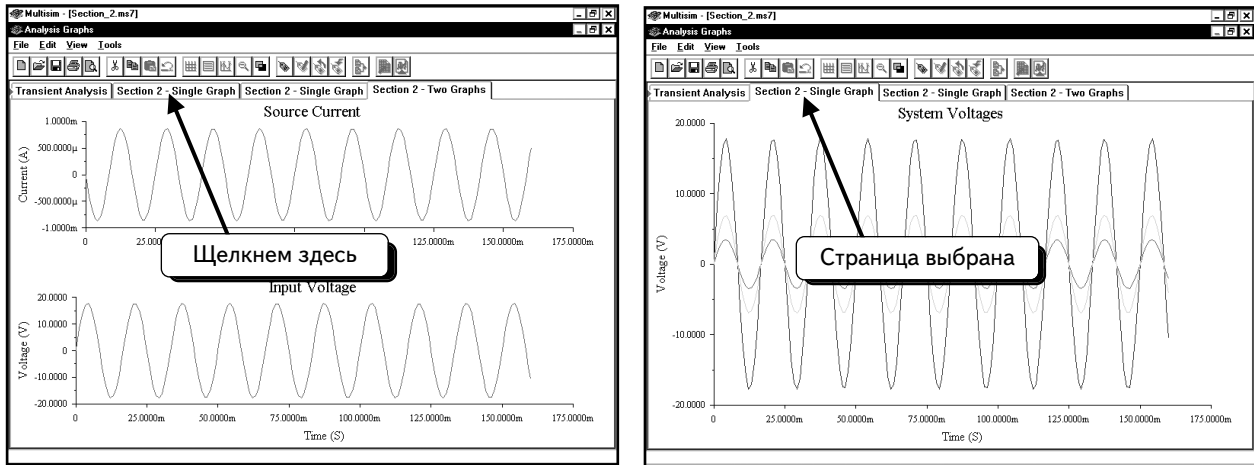 Multisim - [Section_2.ms7]
Analysis Graphs
File Edit View Tools
Transient Analysis Section 2 - Single Graph Section 2 - Single Graph Section 2 - Two Graphs
Source Current
1.0000m
500.0000µ
0
-500.0000µ
-1.0000m
Current (A)
0 25.000 125.0000m 150.0000m 175.0000m
Щелкнем здесь
Input Voltage
20.0000
10.0000
0
-10.0000
-20.0000
Voltage (V)
0 25.0000m 50.0000m 75.0000m 100.0000m 125.0000m 150.0000m 175.0000m
Time (S)
Multisim - [Section_2.ms7]
Analysis Graphs
File Edit View Tools
Transient Analysis Section 2 - Single Graph Section 2 - Single Graph Section 2 - Two Graphs
System Voltages
20.0000
10.0000
0
-10.0000
-20.0000
Voltage (V)
Страница выбрана
0 25.0000m 50.0000m 75.0000m 100.0000m 125.0000m 150.0000m 175.0000m
Time (S)